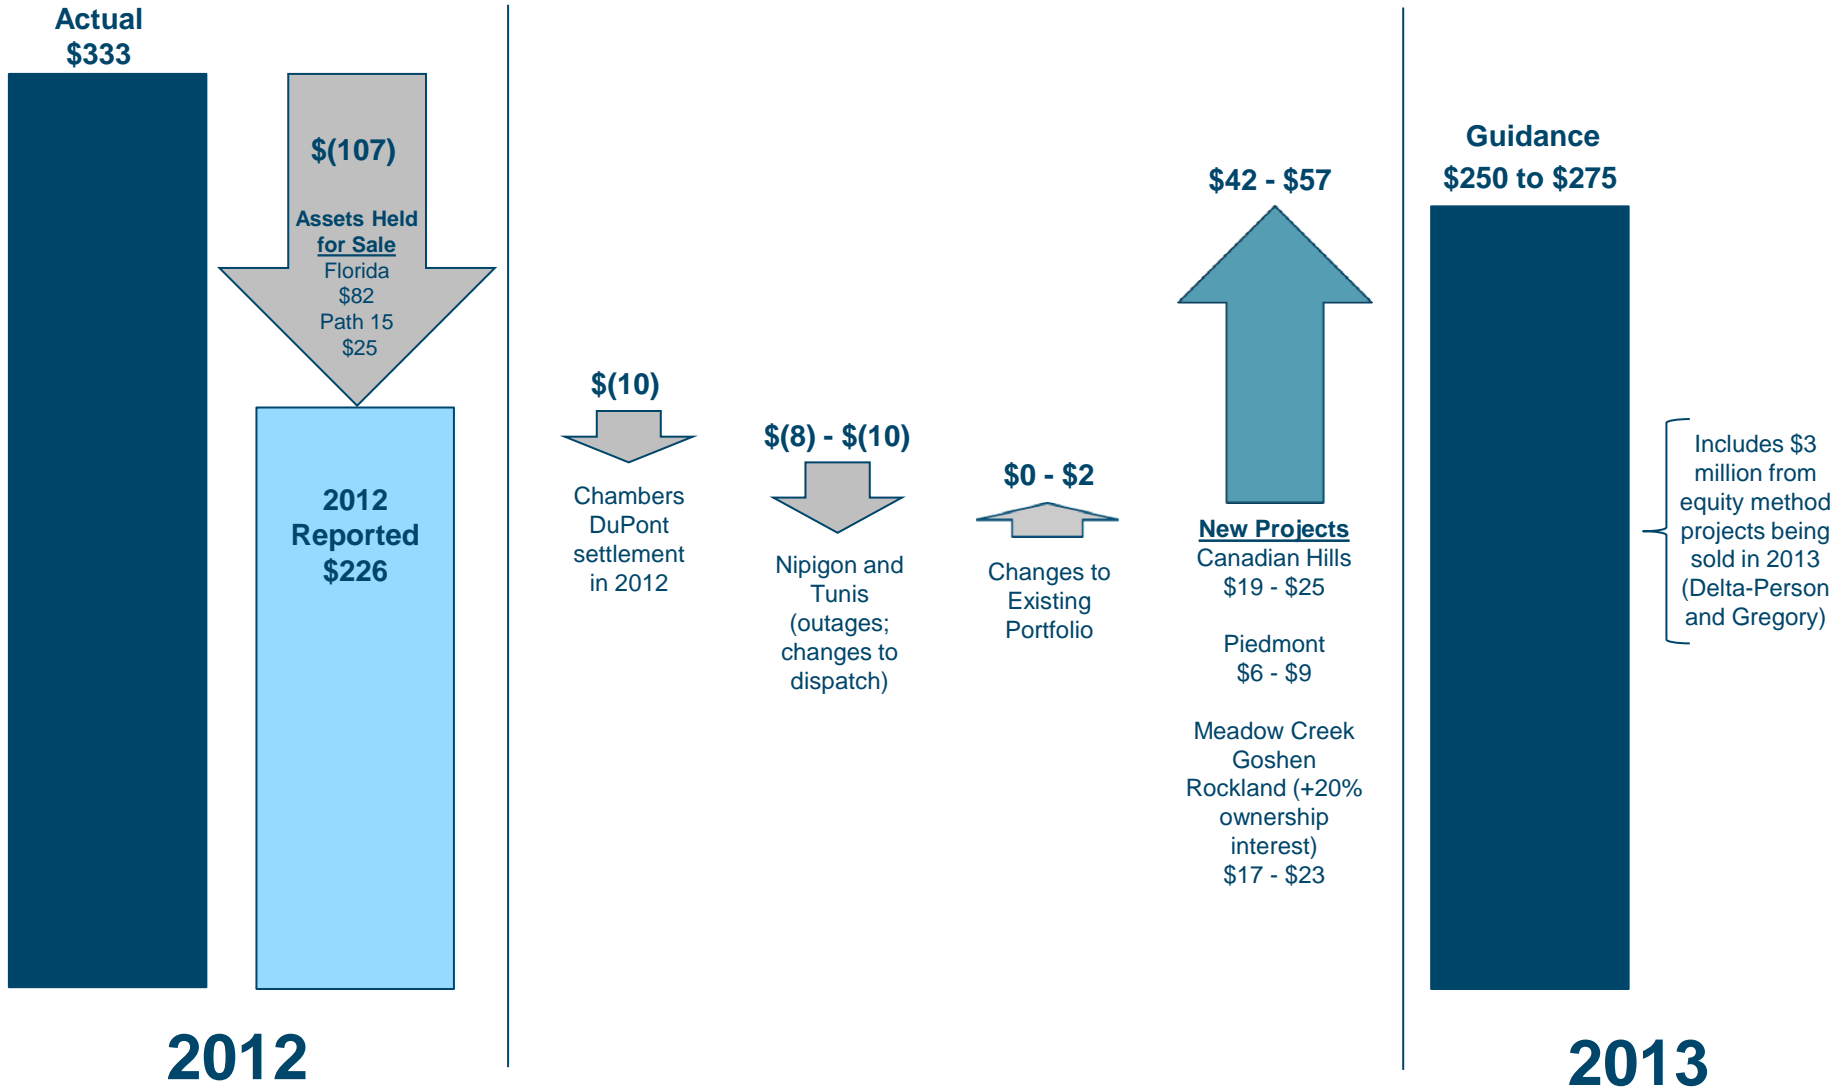 Actual
$333
$(107)
Assets Held
for Sale
Florida
$82
Path 15
$25
2012
Reported
$226
2012
$(10)
Chambers
DuPont
settlement
in 2012
$(8) - $(10)
Nipigon and
Tunis
(outages;
changes to
dispatch)
$0 - $2
Changes to
Existing
Portfolio
$42 - $57
New Projects
Canadian Hills
$19 - $25
Piedmont
$6 - $9
Meadow Creek
Goshen
Rockland (+20%
ownership
interest)
$17 - $23
Guidance
$250 to $275
Includes $3
million from
equity method
projects being
sold in 2013
(Delta-Person
and Gregory)
2013